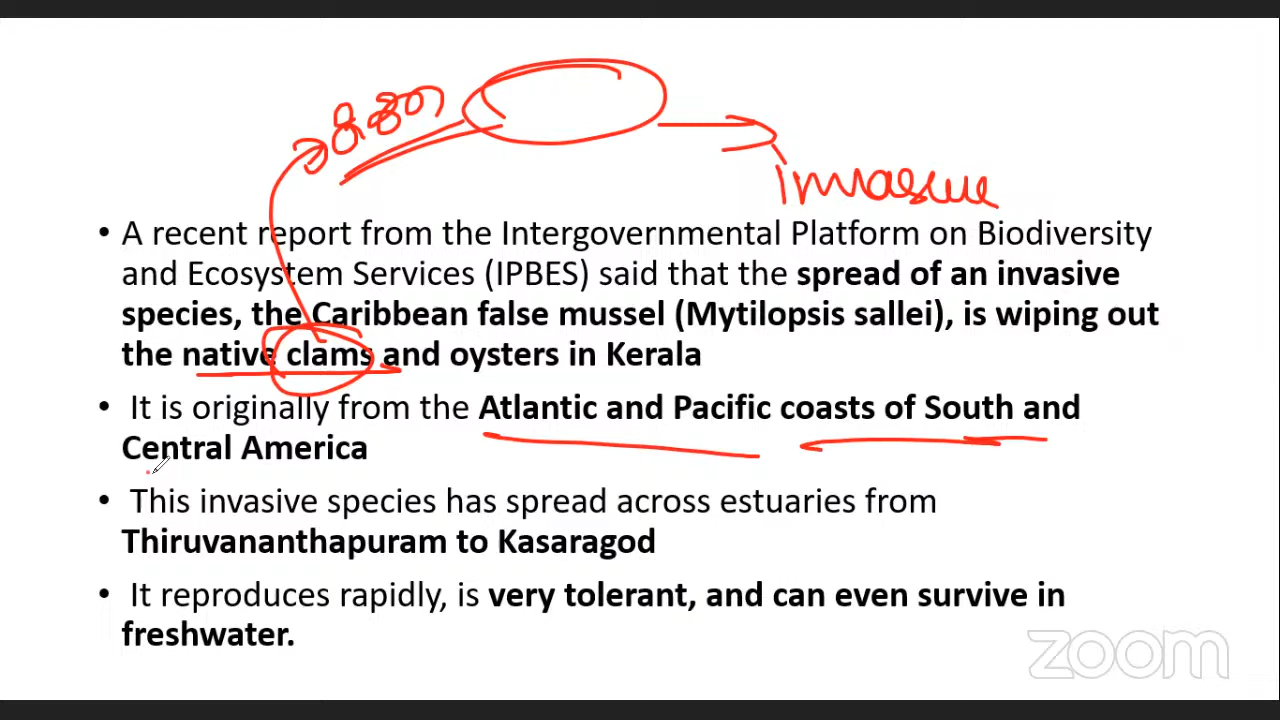 invasive
• A recent report from the Intergovernmental Platform on Biodiversity
and Ecosystem Services (IPBES) said that the spread of an invasive
species, the Caribbean false mussel (Mytilopsis sallei), is wiping out
the native clams and oysters in Kerala
• It is originally from the Atlantic and Pacific coasts of South and
Central America
• This invasive species has spread across estuaries from
Thiruvananthapuram to Kasaragod
• It reproduces rapidly, is very tolerant, and can even survive in
freshwater.
zoom